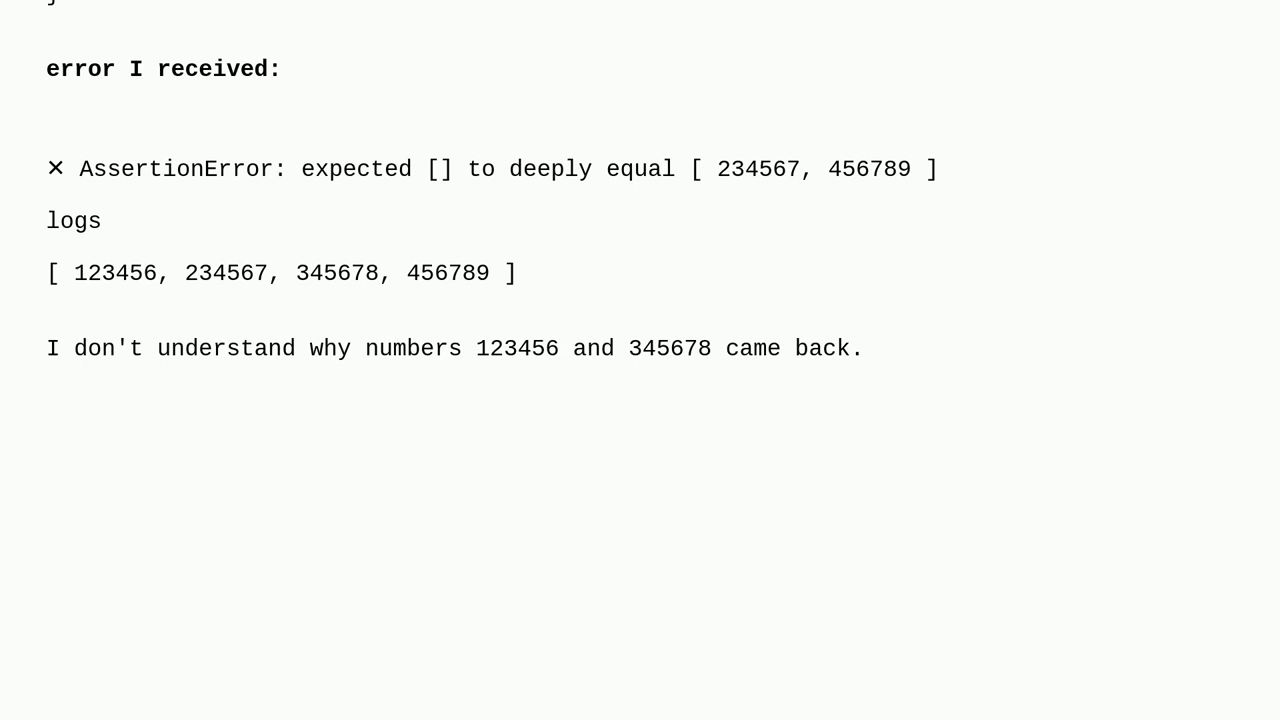 }
error I received:
✕ AssertionError: expected [] to deeply equal [ 234567, 456789 ]
logs
[ 123456, 234567, 345678, 456789 ]
I don't understand why numbers 123456 and 345678 came back.